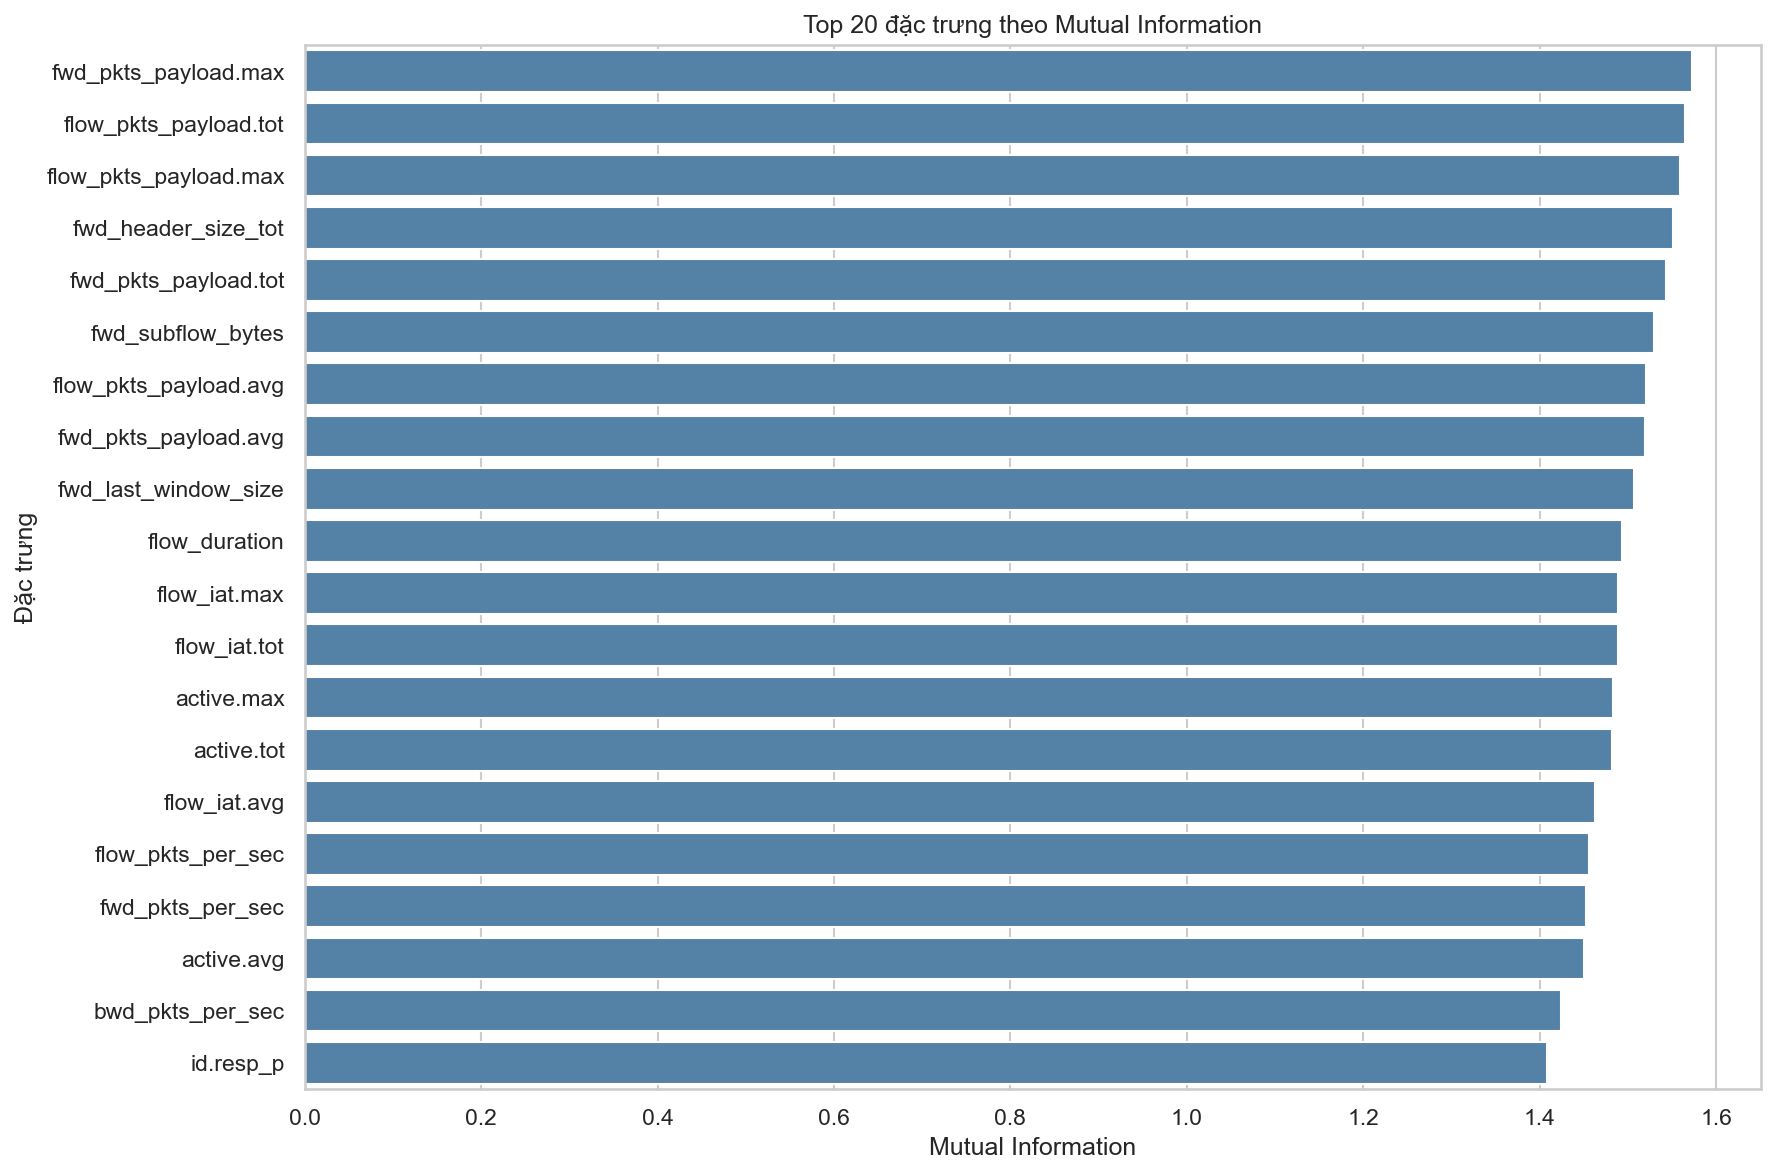 Top 20 đặc trưng theo Mutual Information
fwd_pkts_payload.max
flow_pkts_payload.tot
flow_pkts_payload.max
fwd_header_size_tot
fwd_pkts_payload.tot
fwd_subflow_bytes
flow_pkts_payload.avg
fwd_pkts_payload.avg
fwd_last_window_size
flow_duration
flow_iat.max
flow_iat.tot
active.max
active.tot
flow_iat.avg
flow_pkts_per_sec
fwd_pkts_per_sec
active.avg
bwd_pkts_per_sec
id.resp_p
Đặc trưng
0.0 0.2 0.4 0.6 0.8 1.0 1.2 1.4 1.6
Mutual Information